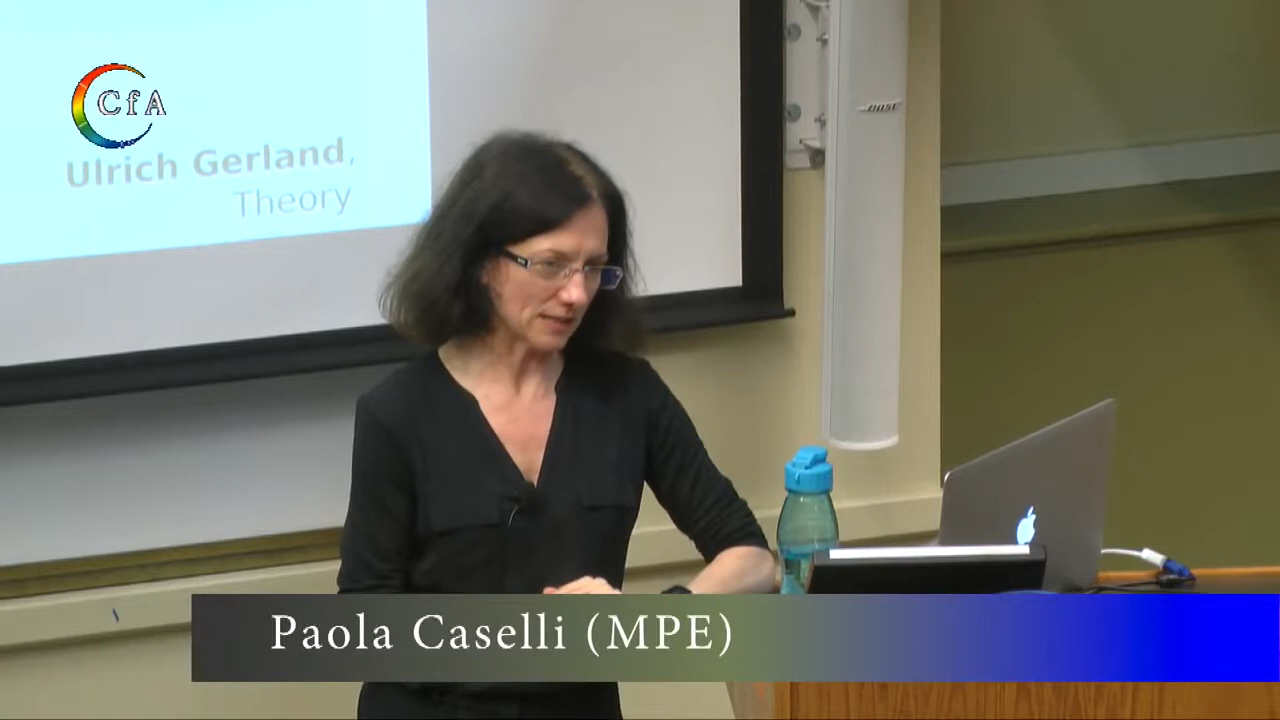 CfA
Ulrich Gerland,
Theory
BOSE
Paola Caselli (MPE)